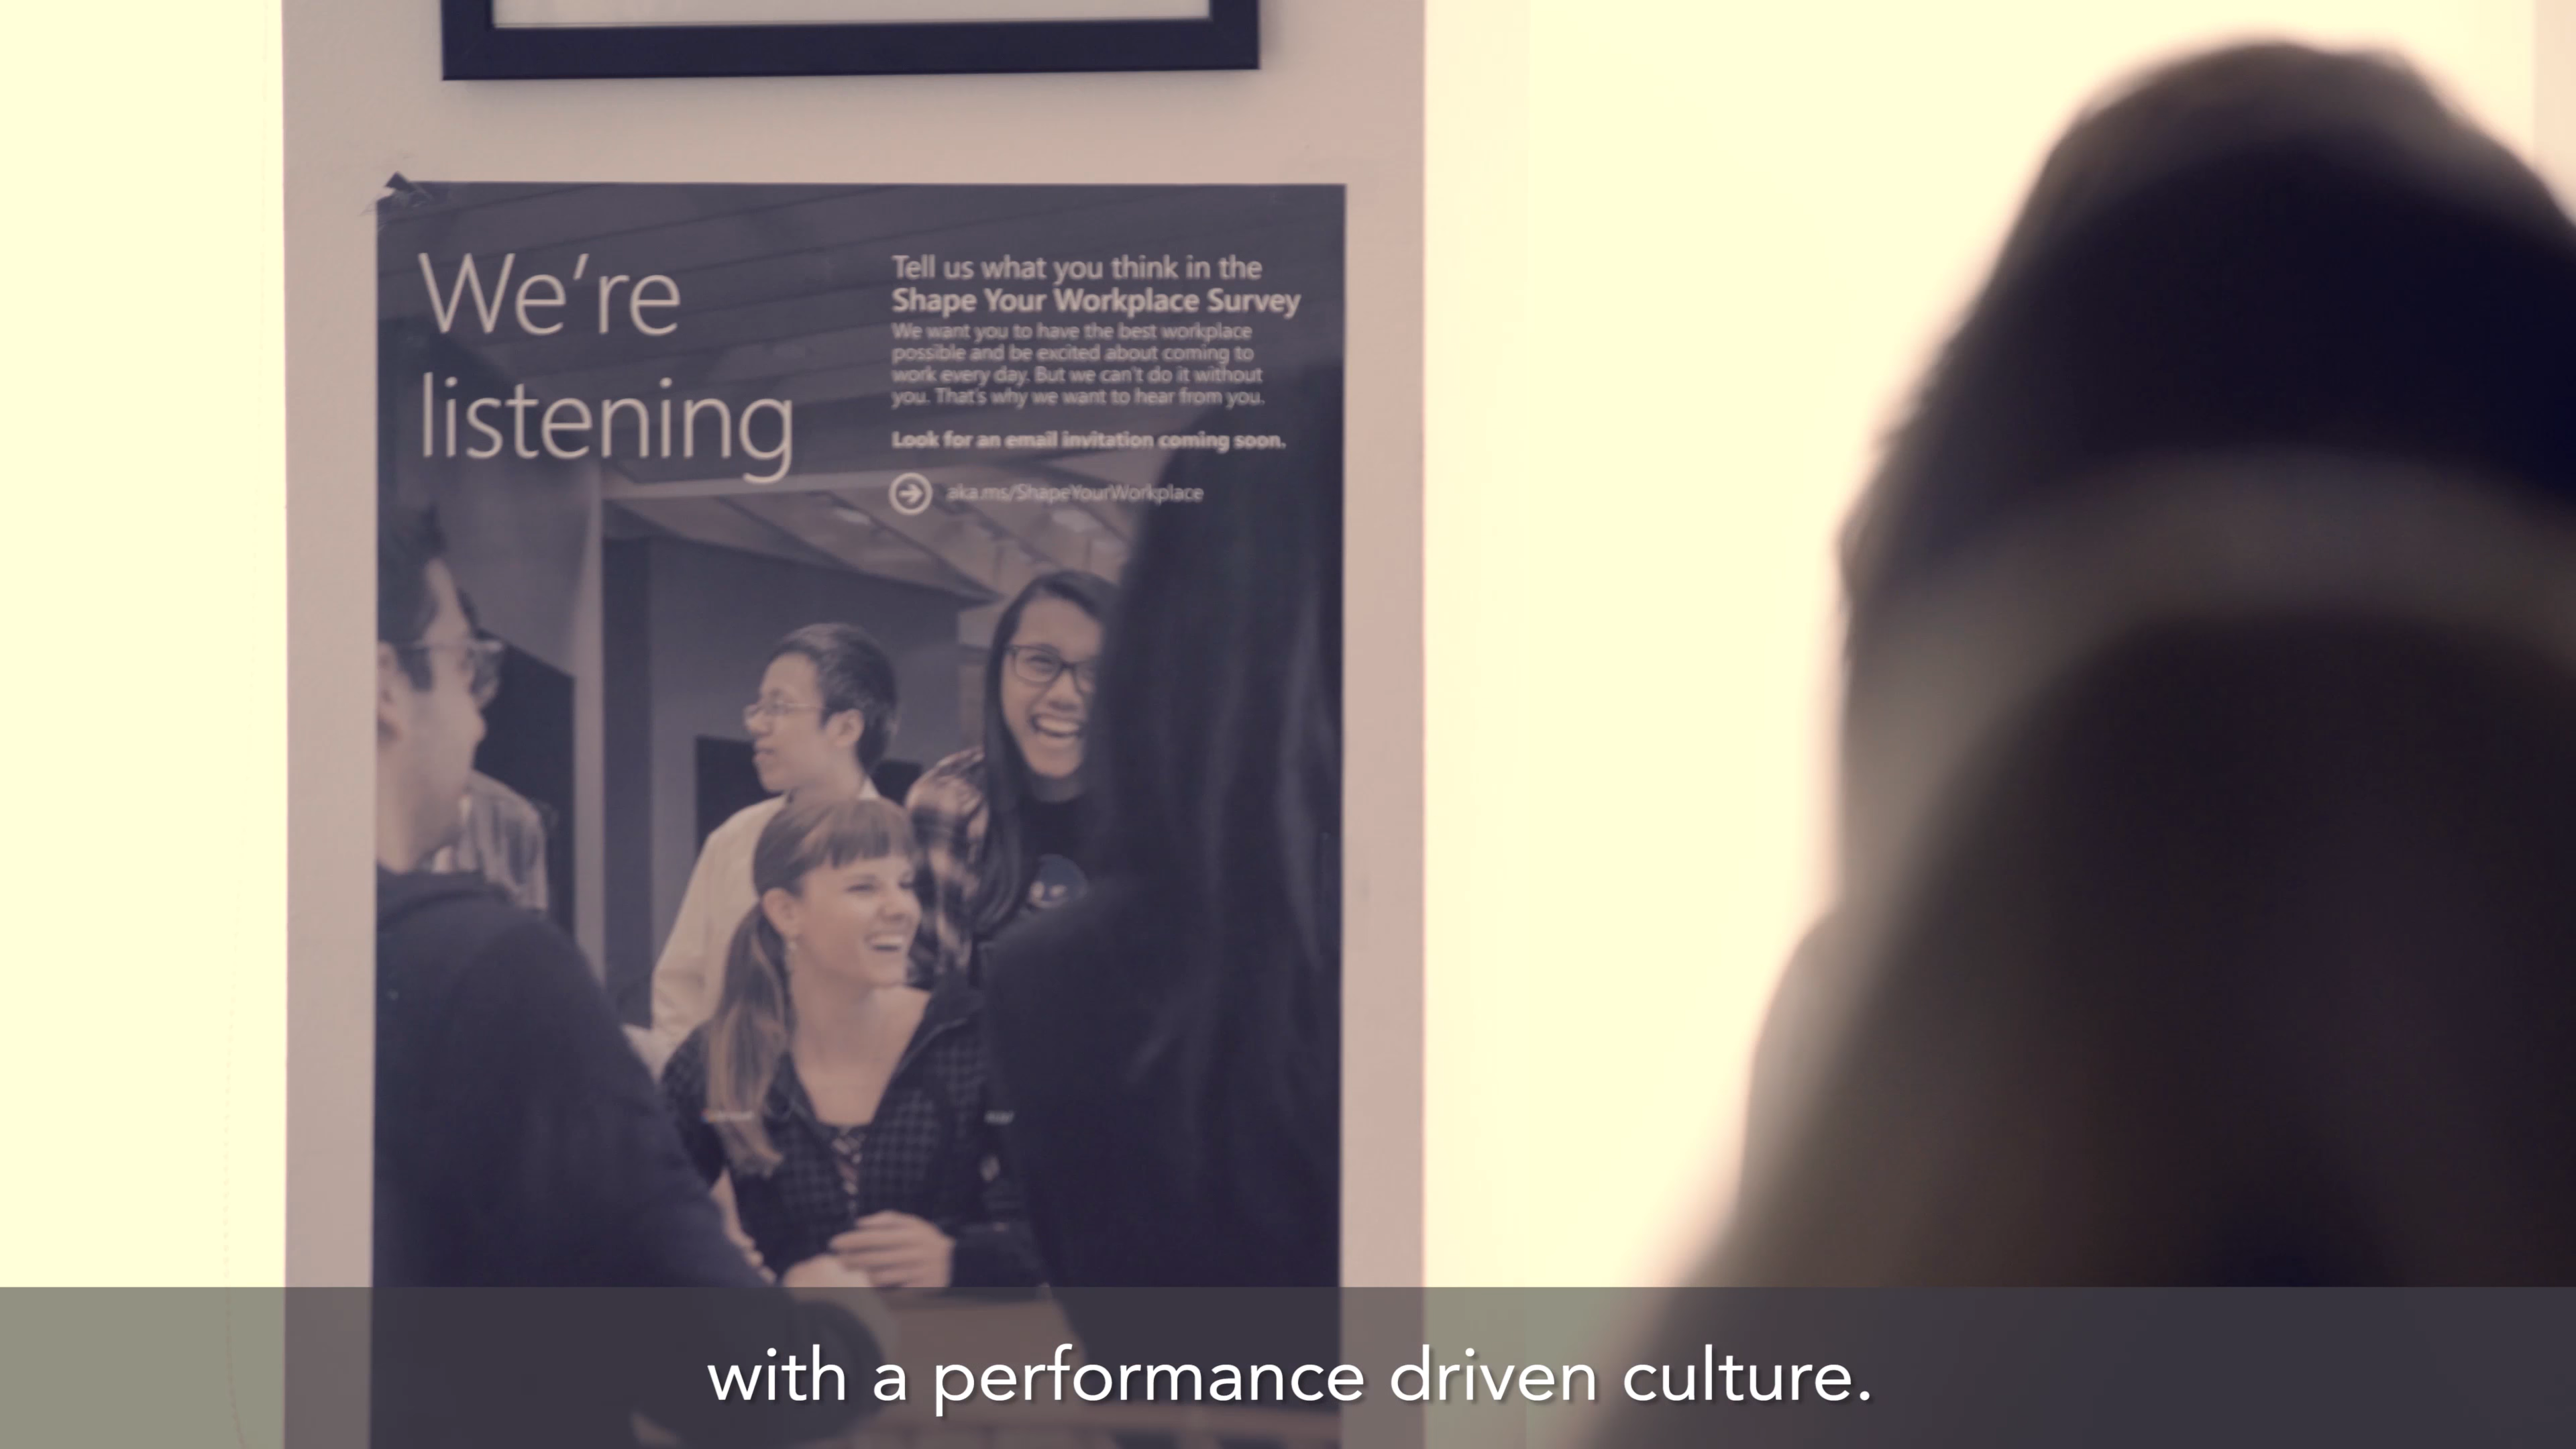 We're
listening
Tell us what you think in the
Shape Your Workplace Survey
We want you to have the best workplace
possible and be excited about coming to
work every day. But we can't do it without
you. That's why we want to hear from you.
Look for an email invitation coming soon.
aka.ms/ShapeYourWorkplace
with a performance driven culture.